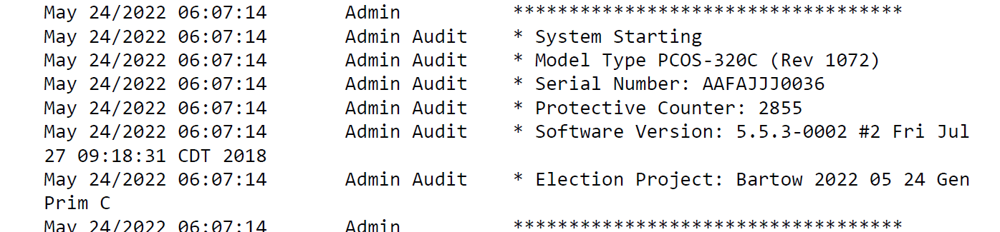 May 24/2022 06:07:14 Admin ***********************************
May 24/2022 06:07:14 Admin Audit * System Starting
May 24/2022 06:07:14 Admin Audit * Model Type PCOS-320C (Rev 1072)
May 24/2022 06:07:14 Admin Audit * Serial Number: AAFAJJJ0036
May 24/2022 06:07:14 Admin Audit * Protective Counter: 2855
May 24/2022 06:07:14 Admin Audit * Software Version: 5.5.3-0002 #2 Fri Jul
27 09:18:31 CDT 2018
May 24/2022 06:07:14 Admin Audit * Election Project: Bartow 2022 05 24 Gen
Prim C
May 24/2022 06:07:14 Admin ***********************************